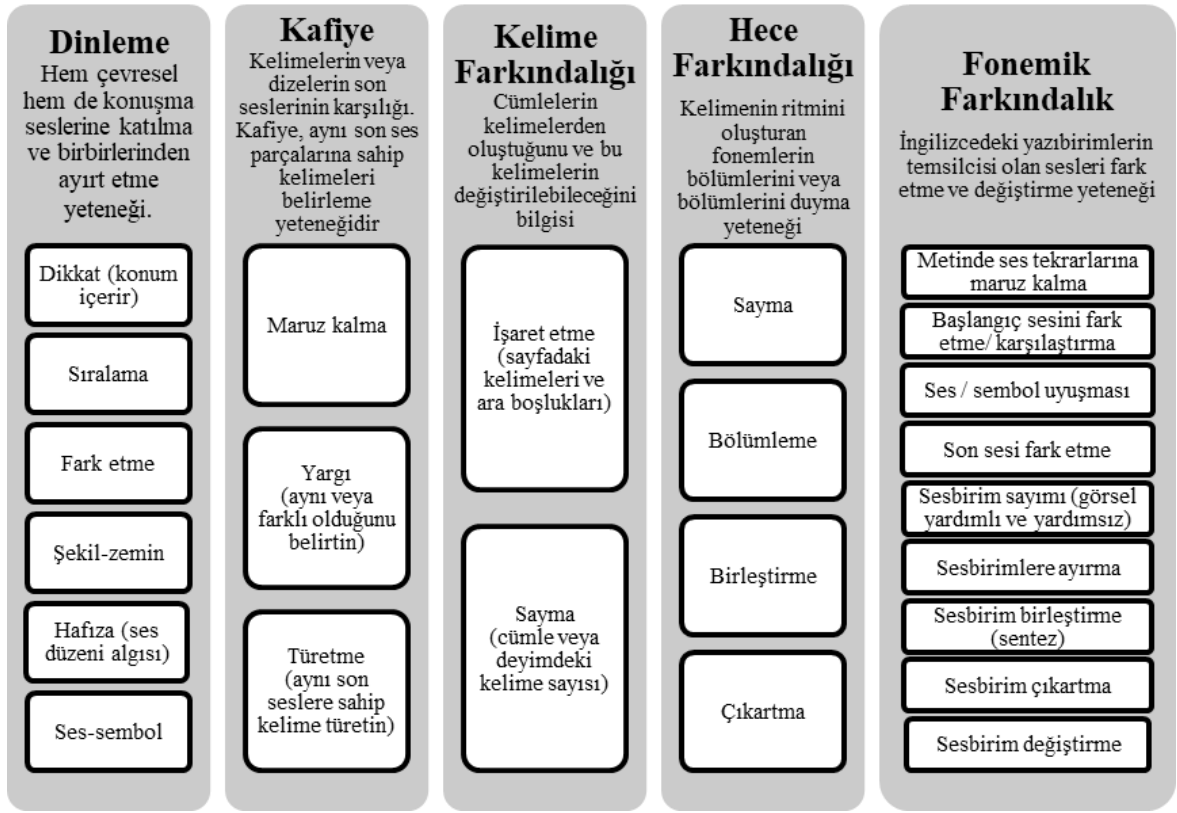 Dinleme
Hem çevresel
hem de konuşma
seslerine katılma
ve birbirlerinden
ayırt etme
yeteneği.
Dikkat (konum
içerir)
Sıralama
Fark etme
Şekil-zemin
Hafıza (ses
düzeni algısı)
Ses-sembol
Kafiye
Kelimelerin veya
dizelerin son
seslerinin karşılığı.
Kafiye, aynı son ses
parçalarına sahip
kelimeleri
belirleme
yeteneğidir
Maruz kalma
Yargı
(aynı veya
farklı olduğunu
belirtin)
Türetme
(aynı son
seslere sahip
kelime türetin)
Kelime
Farkındalığı
Cümlelerin
kelimelerden
oluştuğunu ve bu
kelimelerin
değiştirilebileceğini
bilgisi
İşaret etme
(sayfadaki
kelimeleri ve
ara boşlukları)
Sayma
(cümle veya
deyimdeki
kelime sayısı)
Hece
Farkındalığı
Kelimenin ritmini
oluşturan
fonemlerin
bölümlerini veya
bölümlerini duyma
yeteneği
Sayma
Bölümleme
Birleştirme
Çıkartma
Fonemik
Farkındalık
İngilizcedeki yazıbirimlerin
temsilcisi olan sesleri fark
etme ve değiştirme yeteneği
Metinde ses tekrarlarına
maruz kalma
Başlangıç sesini fark
etme/ karşılaştırma
Ses / sembol uyuşması
Son sesi fark etme
Sesbirim sayımı (görsel
yardımlı ve yardımsız)
Sesbirimlere ayırma
Sesbirim birleştirme
(sentez)
Sesbirim çıkartma
Sesbirim değiştirme